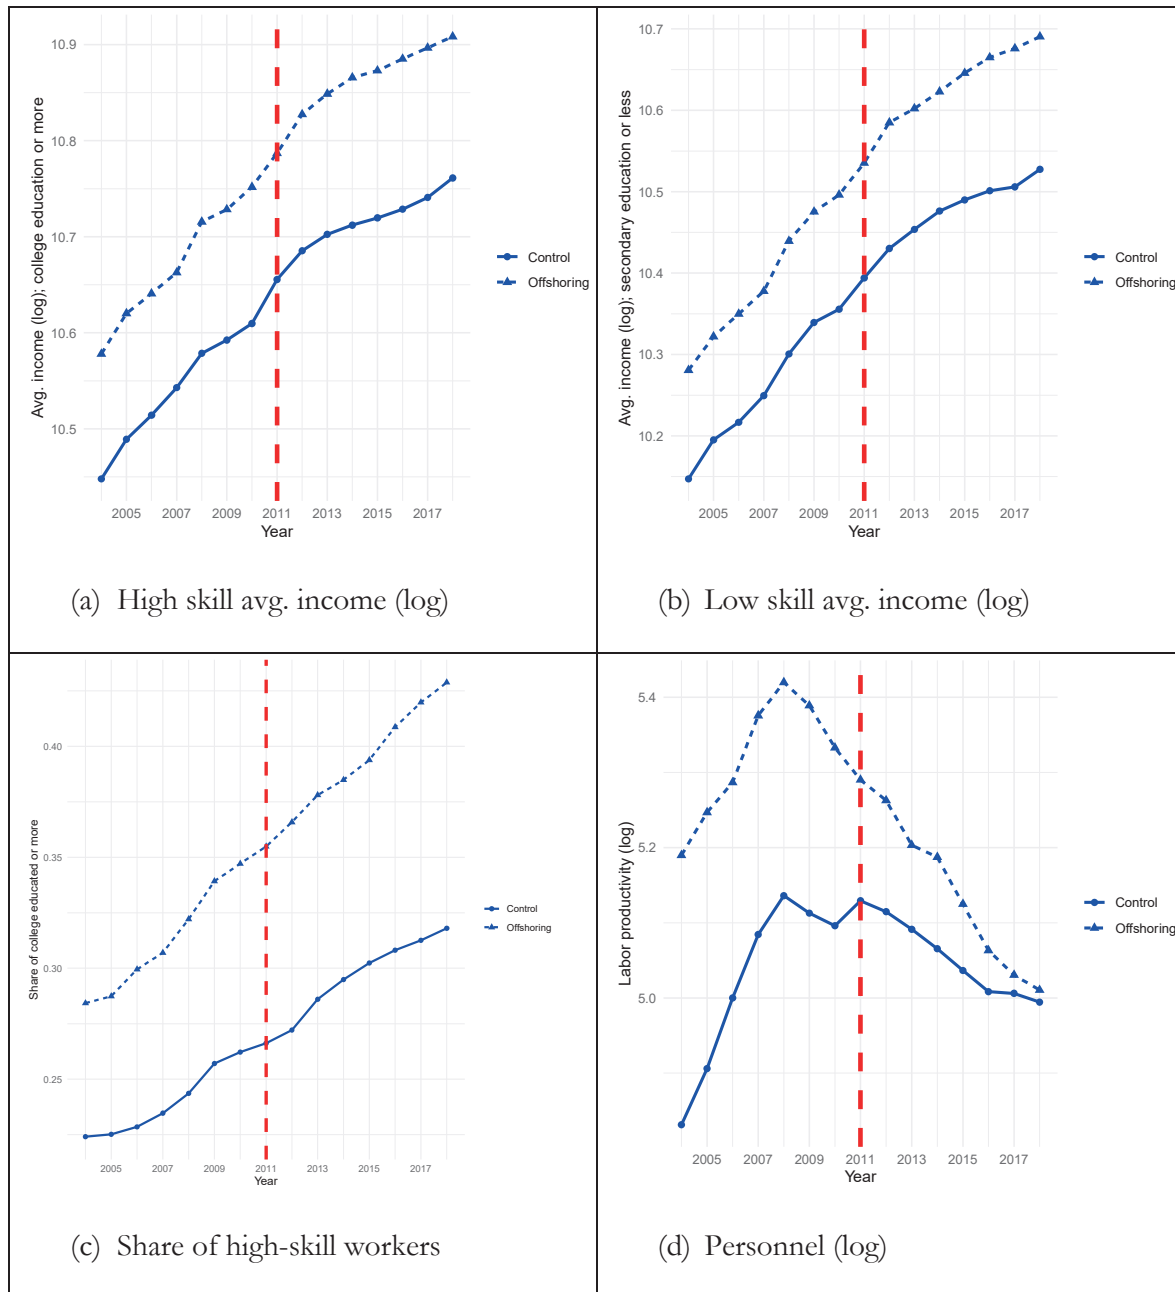 Avg. income (log); college education or more
10.9
10.8
10.7
10.6
10.5
2005 2007 2009 2011 2013 2015 2017
Year
Control
Offshoring
(a) High skill avg. income (log)
Avg. income (log); secondary education or less
10.7
10.6
10.5
10.4
10.3
10.2
2005 2007 2009 2011 2013 2015 2017
Year
Control
Offshoring
(b) Low skill avg. income (log)
Share of college educated or more
0.40
0.35
0.30
0.25
2005 2007 2009 2011 2013 2015 2017
Year
Control
Offshoring
(c) Share of high-skill workers
Labor productivity (log)
5.4
5.2
5.0
2005 2007 2009 2011 2013 2015 2017
Year
Control
Offshoring
(d) Personnel (log)